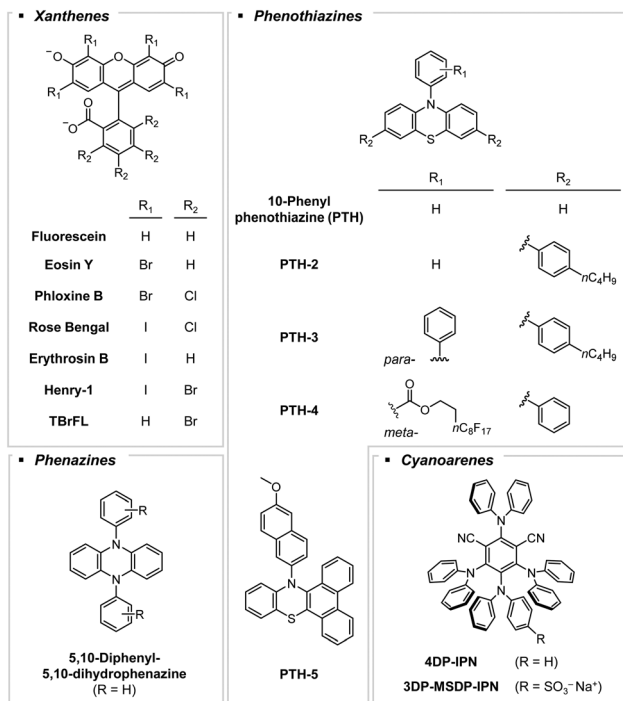 ▪ Xanthenes
⁻O
R₁
O
R₁
O
R₁
R₁
O
⁻O
R₂
R₂
R₂
R₂
R₁ R₂
Fluorescein H H
Eosin Y Br H
Phloxine B Br Cl
Rose Bengal I Cl
Erythrosin B I H
Henry-1 I Br
TBrFL H Br
▪ Phenothiazines
R₁
N
S
R₂
R₂
R₁ R₂
10-Phenyl
phenothiazine (PTH) H H
PTH-2 H
nC₄H₉
PTH-3
para-
nC₄H₉
PTH-4
O
O
meta-
nC₈F₁₇
▪ Phenazines
R
N
N
R
5,10-Diphenyl-
5,10-dihydrophenazine
(R = H)
O
N
S
PTH-5
▪ Cyanoarenes
N
NC
CN
N
N
N
R
4DP-IPN (R = H)
3DP-MSDP-IPN (R = SO₃⁻Na⁺)